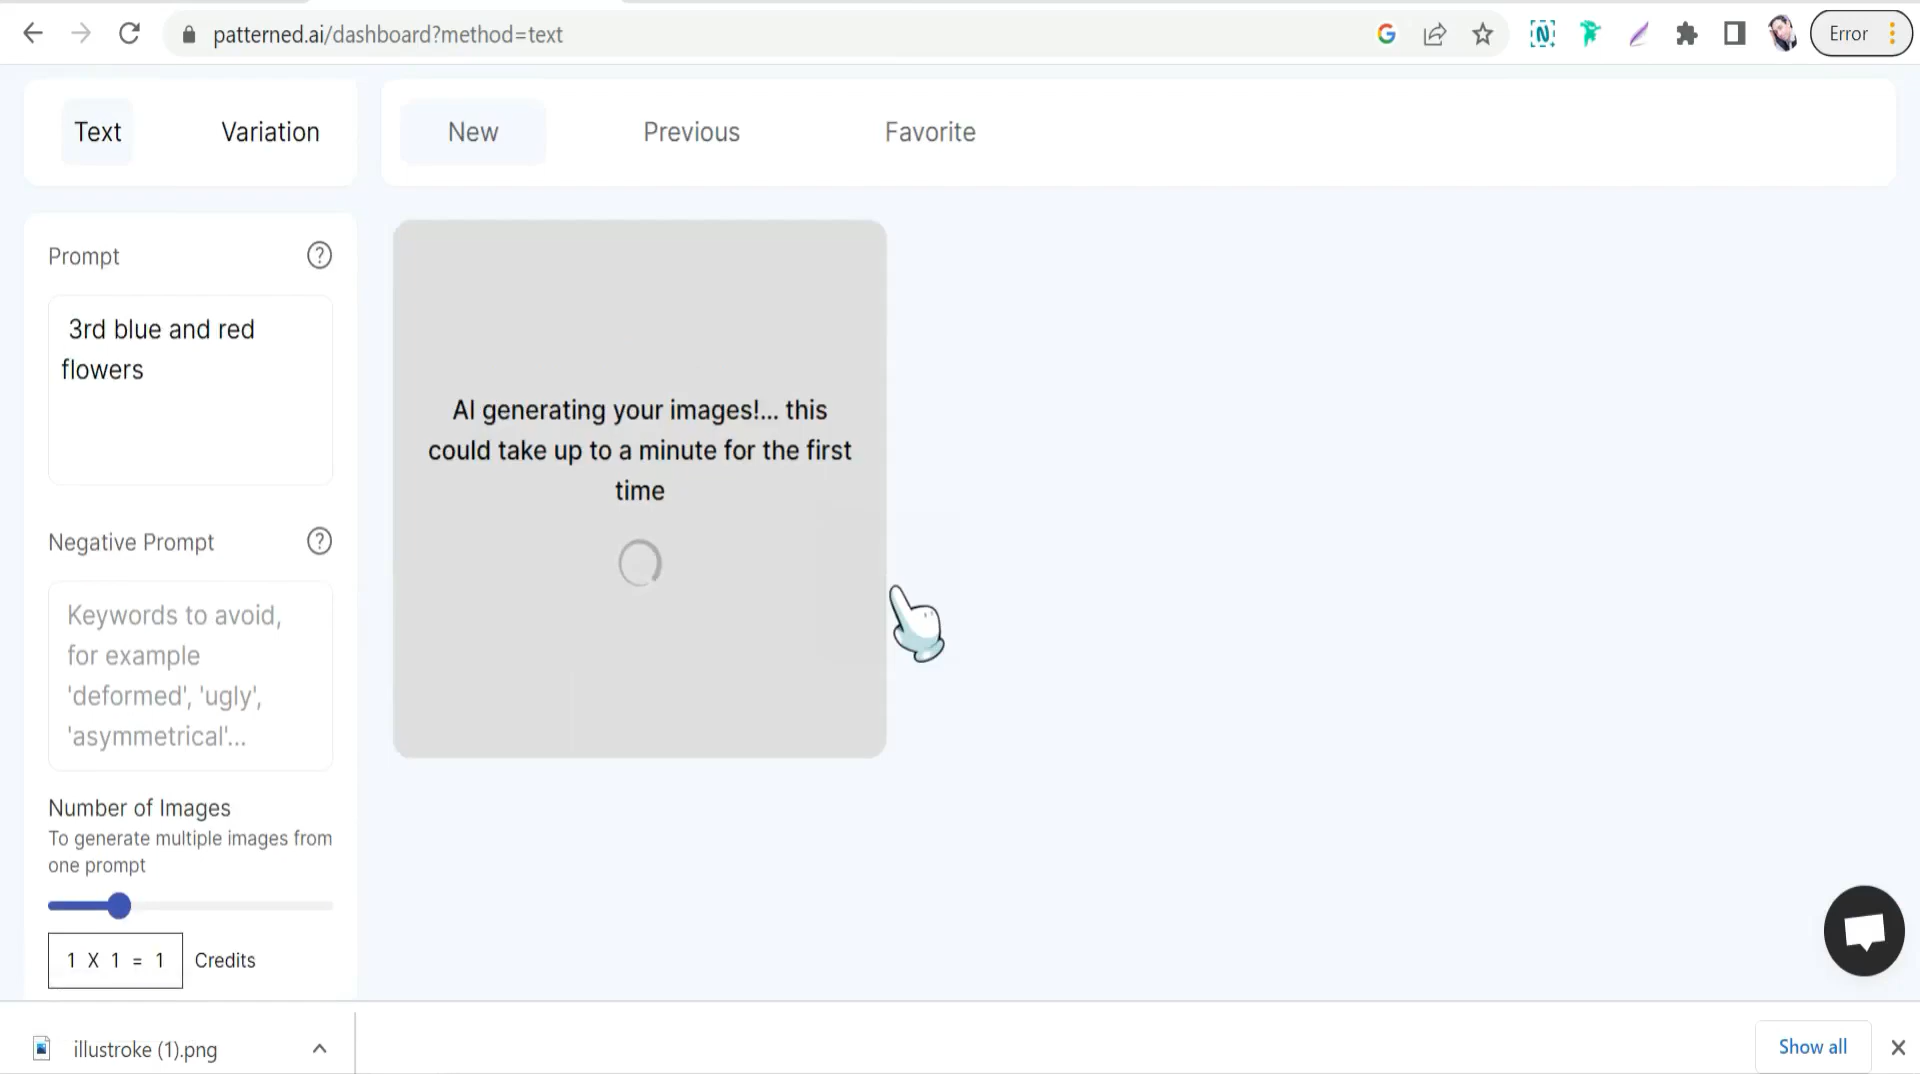 patterned.ai/dashboard?method=text
Error
Text
Variation
New
Previous
Favorite
Prompt
3rd blue and red
flowers
AI generating your images!... this
could take up to a minute for the first
time
Negative Prompt
Keywords to avoid,
for example
'deformed', 'ugly',
'asymmetrical'...
Number of Images
To generate multiple images from
one prompt
1 X 1 = 1 Credits
illustroke (1).png
Show all